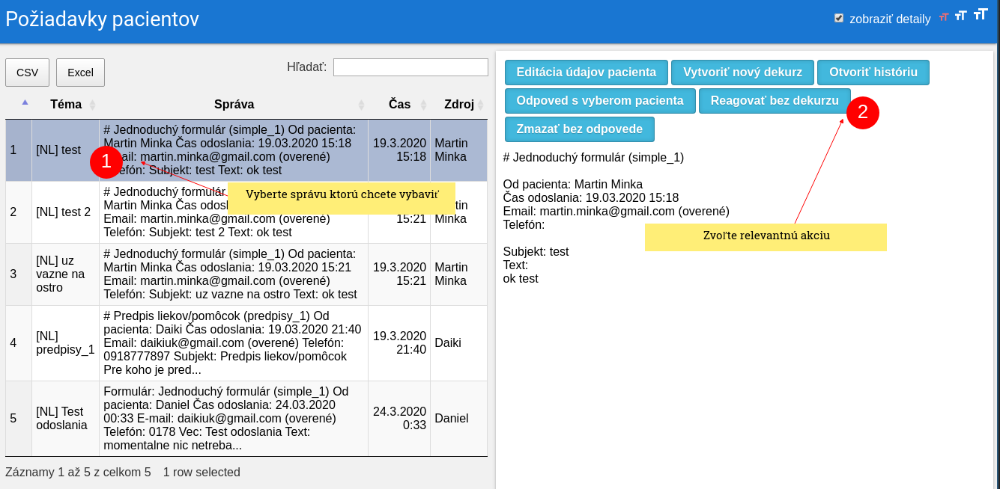 Požiadavky pacientov
zobraziť detaily
CSV
Excel
Hľadať:
Téma
Správa
Čas
Zdroj
1
[NL] test
# Jednoduchý formulár (simple_1) Od pacienta:
Martin Minka Čas odoslania: 19.03.2020 15:18
ail: martin.minka@gmail.com (overené)
efón: Subjekt: test Text: ok test
19.3.2020
15:18
Martin
Minka
1
Vyberte správu ktorú chcete vybaviť
2
[NL] test 2
# Jednoduchý formulár
Martin Minka Čas
Email: martin.minka@gmail.com (overené)
Telefón: Subjekt: test 2 Text: ok test
15:21
Minka
3
[NL] uz
vazne na
ostro
# Jednoduchý formulár (simple_1) Od pacienta:
Martin Minka Čas odoslania: 19.03.2020 15:21
Email: martin.minka@gmail.com (overené)
Telefón: Subjekt: uz vazne na ostro Text: ok test
19.3.2020
15:21
Martin
Minka
4
[NL]
predpisy_1
# Predpis liekov/pomôcok (predpisy_1) Od
pacienta: Daiki Čas odoslania: 19.03.2020 21:40
Email: daikiuk@gmail.com (overené) Telefón:
0918777897 Subjekt: Predpis liekov/pomôcok
Pre koho je pred...
19.3.2020
21:40
Daiki
5
[NL] Test
odoslania
Formulár: Jednoduchý formulár (simple_1) Od
pacienta: Daniel Čas odoslania: 24.03.2020
00:33 E-mail: daikiuk@gmail.com (overené)
Telefón: 0178 Vec: Test odoslania Text:
momentalne nic netreba...
24.3.2020
0:33
Daniel
Záznamy 1 až 5 z celkom 5 1 row selected
Editácia údajov pacienta
Vytvoriť nový dekurz
Otvoriť históriu
Odpoved s vyberom pacienta
Reagovať bez dekurzu
2
Zmazať bez odpovede
# Jednoduchý formulár (simple_1)
Od pacienta: Martin Minka
Čas odoslania: 19.03.2020 15:18
Email: martin.minka@gmail.com (overené)
Telefón:
Zvoľte relevantnú akciu
Subjekt: test
Text:
ok test